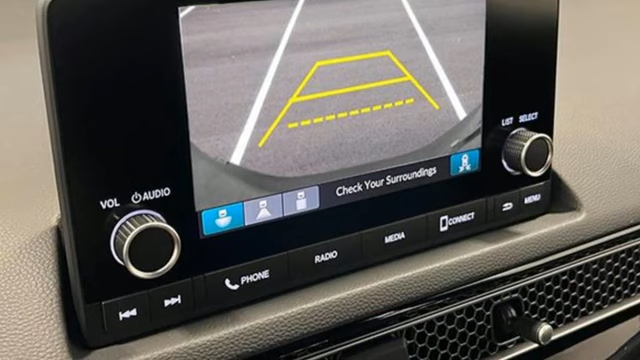 LIST SELECT
VOL AUDIO
Check Your Surroundings
PHONE RADIO MEDIA CONNECT MENU